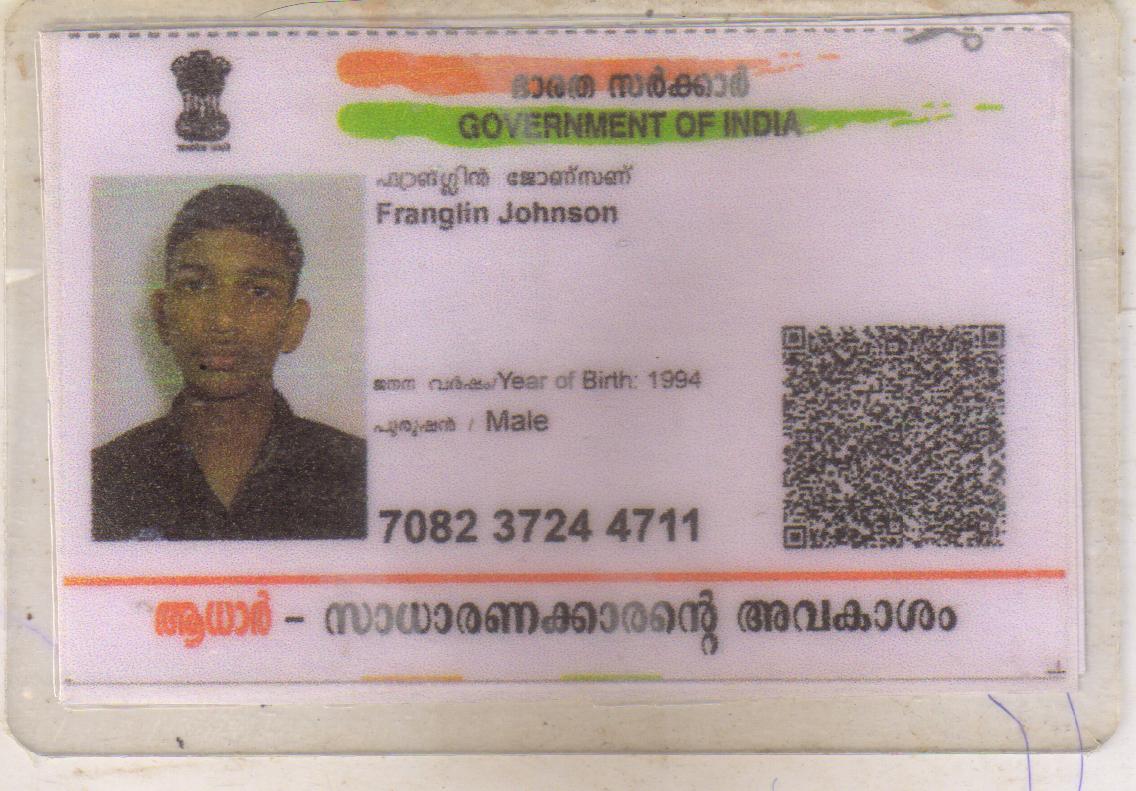 ഭാരത സർക്കാർ
GOVERNMENT OF INDIA
ഫ്രാങ്ഗ്ലിൻ ജോണ്സണ്
Franglin Johnson
ജനന വർഷം/Year of Birth: 1994
പുരുഷൻ / Male
7082 3724 4711
ആധാർ - സാധാരണക്കാരന്റെ അവകാശം